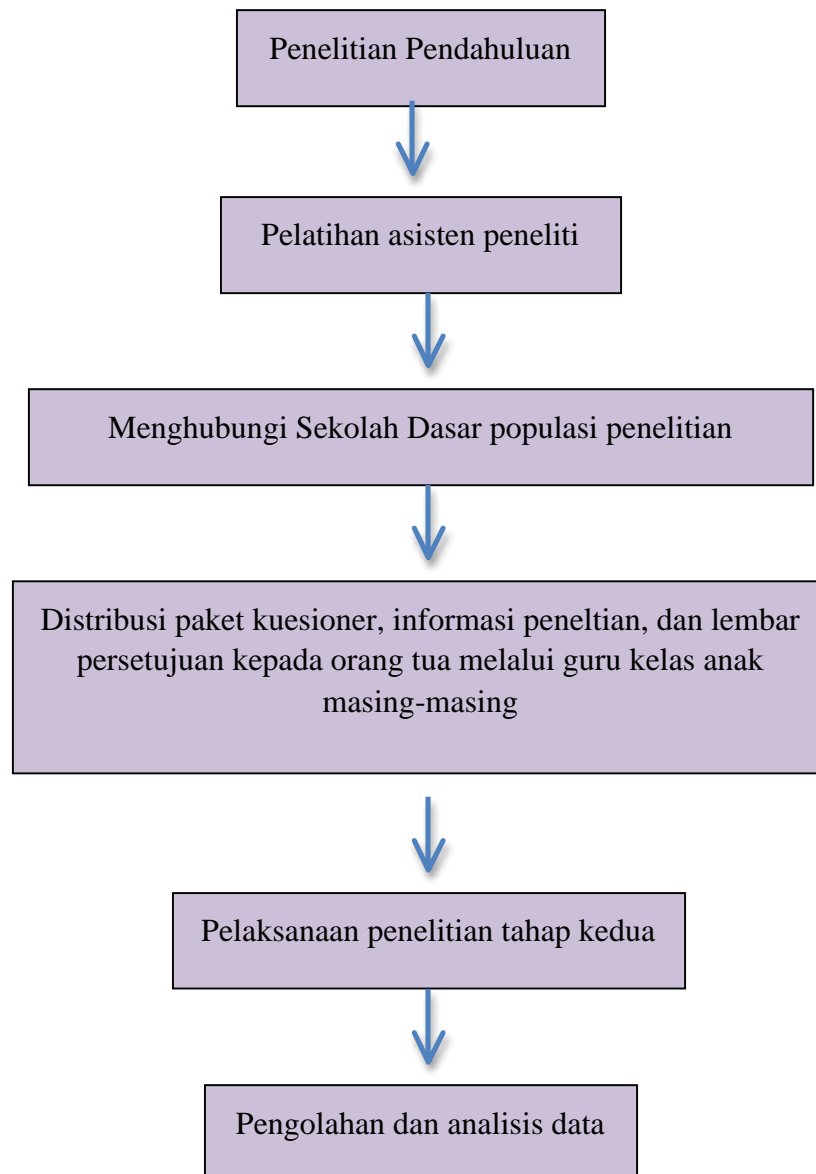 Penelitian Pendahuluan
Pelatihan asisten peneliti
Menghubungi Sekolah Dasar populasi penelitian
Distribusi paket kuesioner, informasi peneltian, dan lembar
persetujuan kepada orang tua melalui guru kelas anak
masing-masing
Pelaksanaan penelitian tahap kedua
Pengolahan dan analisis data